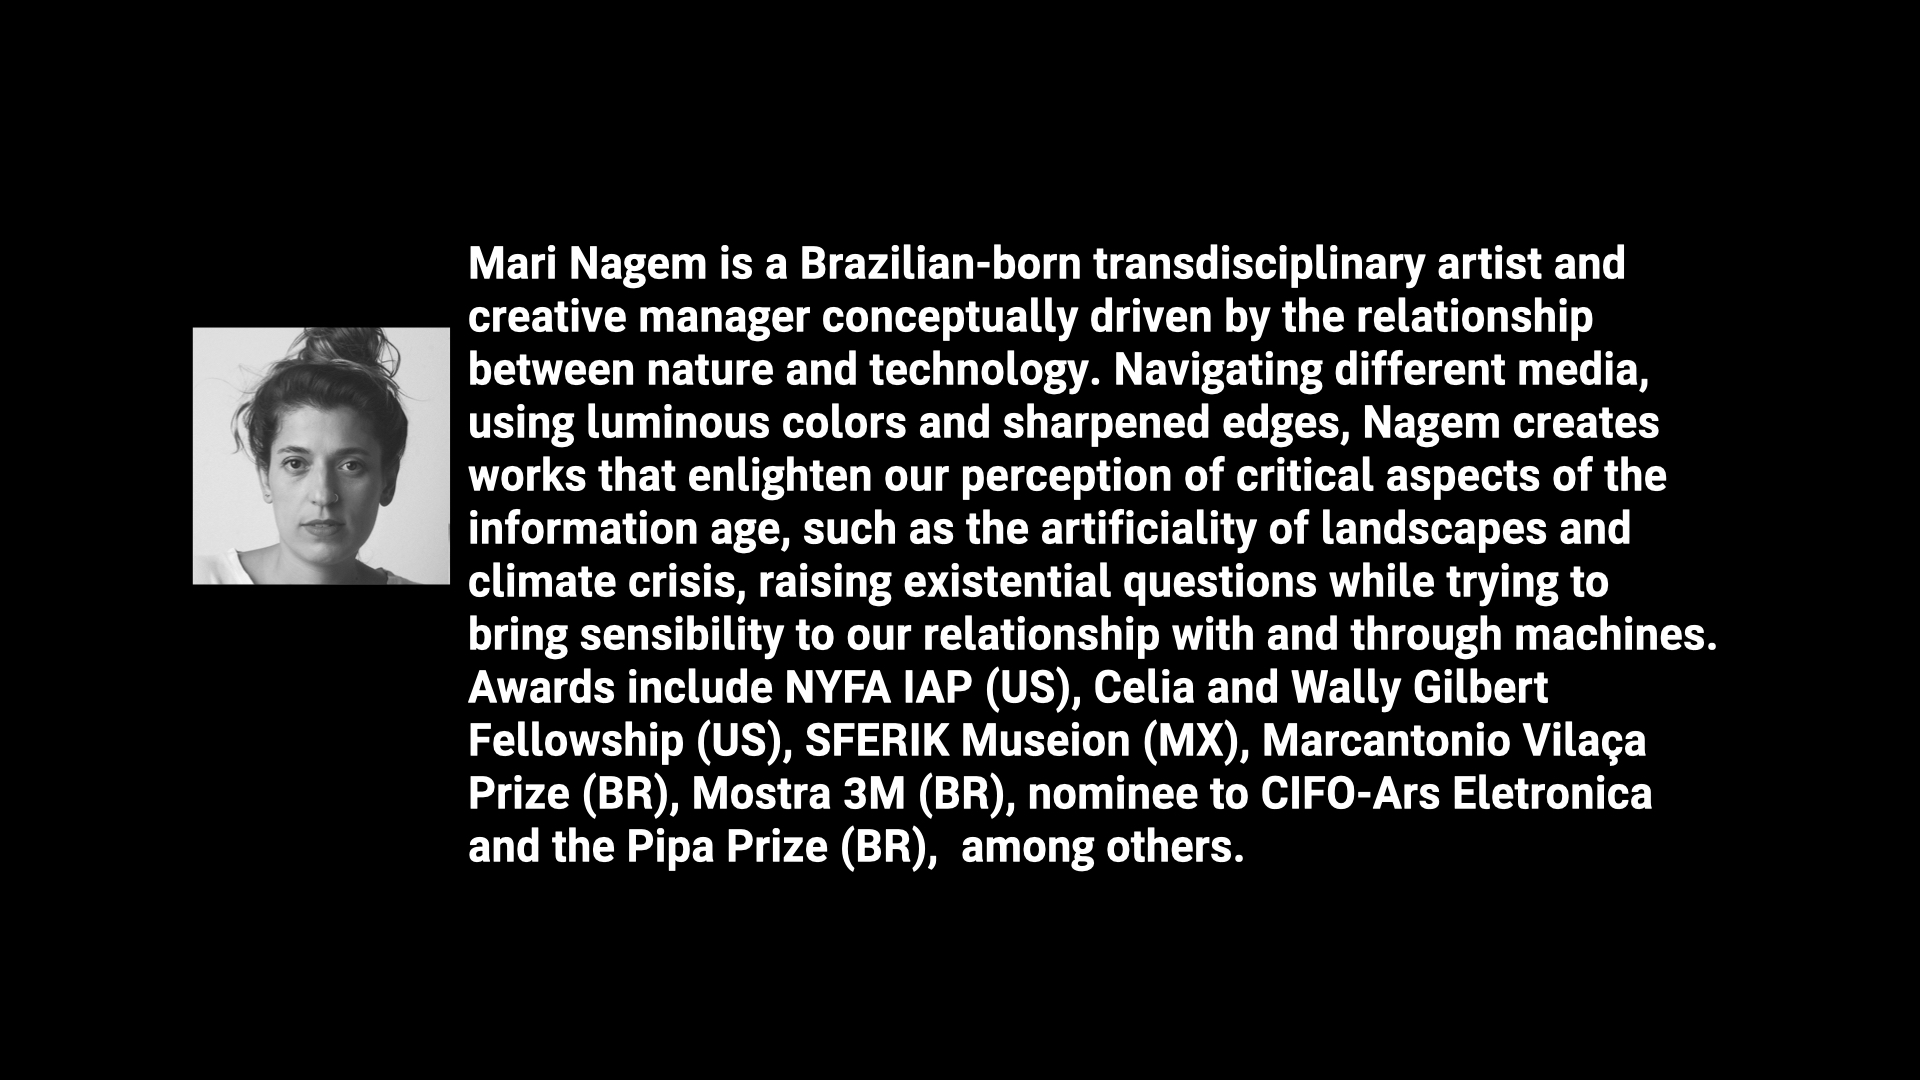 Mari Nagem is a Brazilian-born transdisciplinary artist and
creative manager conceptually driven by the relationship
between nature and technology. Navigating different media,
using luminous colors and sharpened edges, Nagem creates
works that enlighten our perception of critical aspects of the
information age, such as the artificiality of landscapes and
climate crisis, raising existential questions while trying to
bring sensibility to our relationship with and through machines.
Awards include NYFA IAP (US), Celia and Wally Gilbert
Fellowship (US), SFERIK Museion (MX), Marcantonio Vilaça
Prize (BR), Mostra 3M (BR), nominee to CIFO-Ars Eletronica
and the Pipa Prize (BR),  among others.